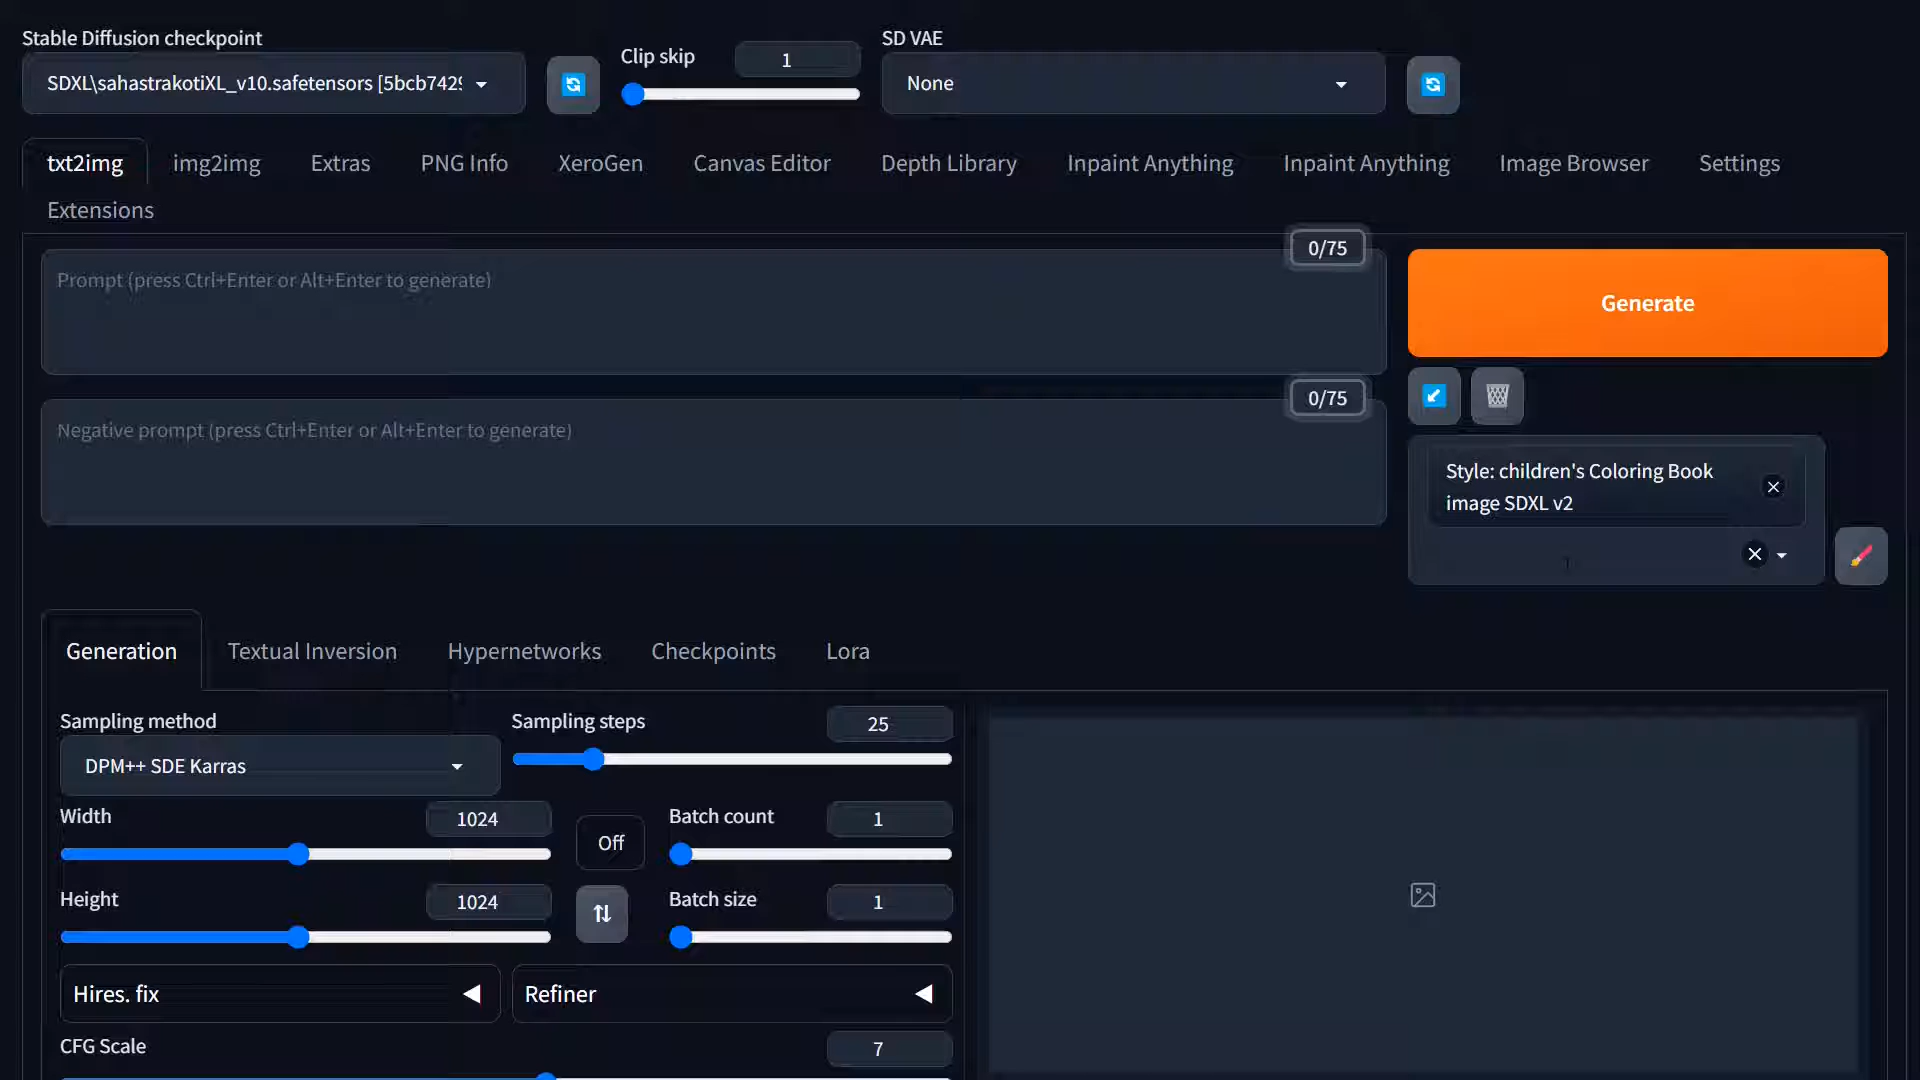 Stable Diffusion checkpoint
SDXL\sahastrakotiXL_v10.safetensors [5bcb7429
Clip skip
1
SD VAE
None
txt2img
img2img
Extras
PNG Info
XeroGen
Canvas Editor
Depth Library
Inpaint Anything
Inpaint Anything
Image Browser
Settings
Extensions
0/75
Prompt (press Ctrl+Enter or Alt+Enter to generate)
Generate
0/75
Negative prompt (press Ctrl+Enter or Alt+Enter to generate)
Style: children's Coloring Book
image SDXL v2
Generation
Textual Inversion
Hypernetworks
Checkpoints
Lora
Sampling method
DPM++ SDE Karras
Sampling steps
25
Width
1024
Off
Batch count
1
Height
1024
Batch size
1
Hires. fix
Refiner
CFG Scale
7